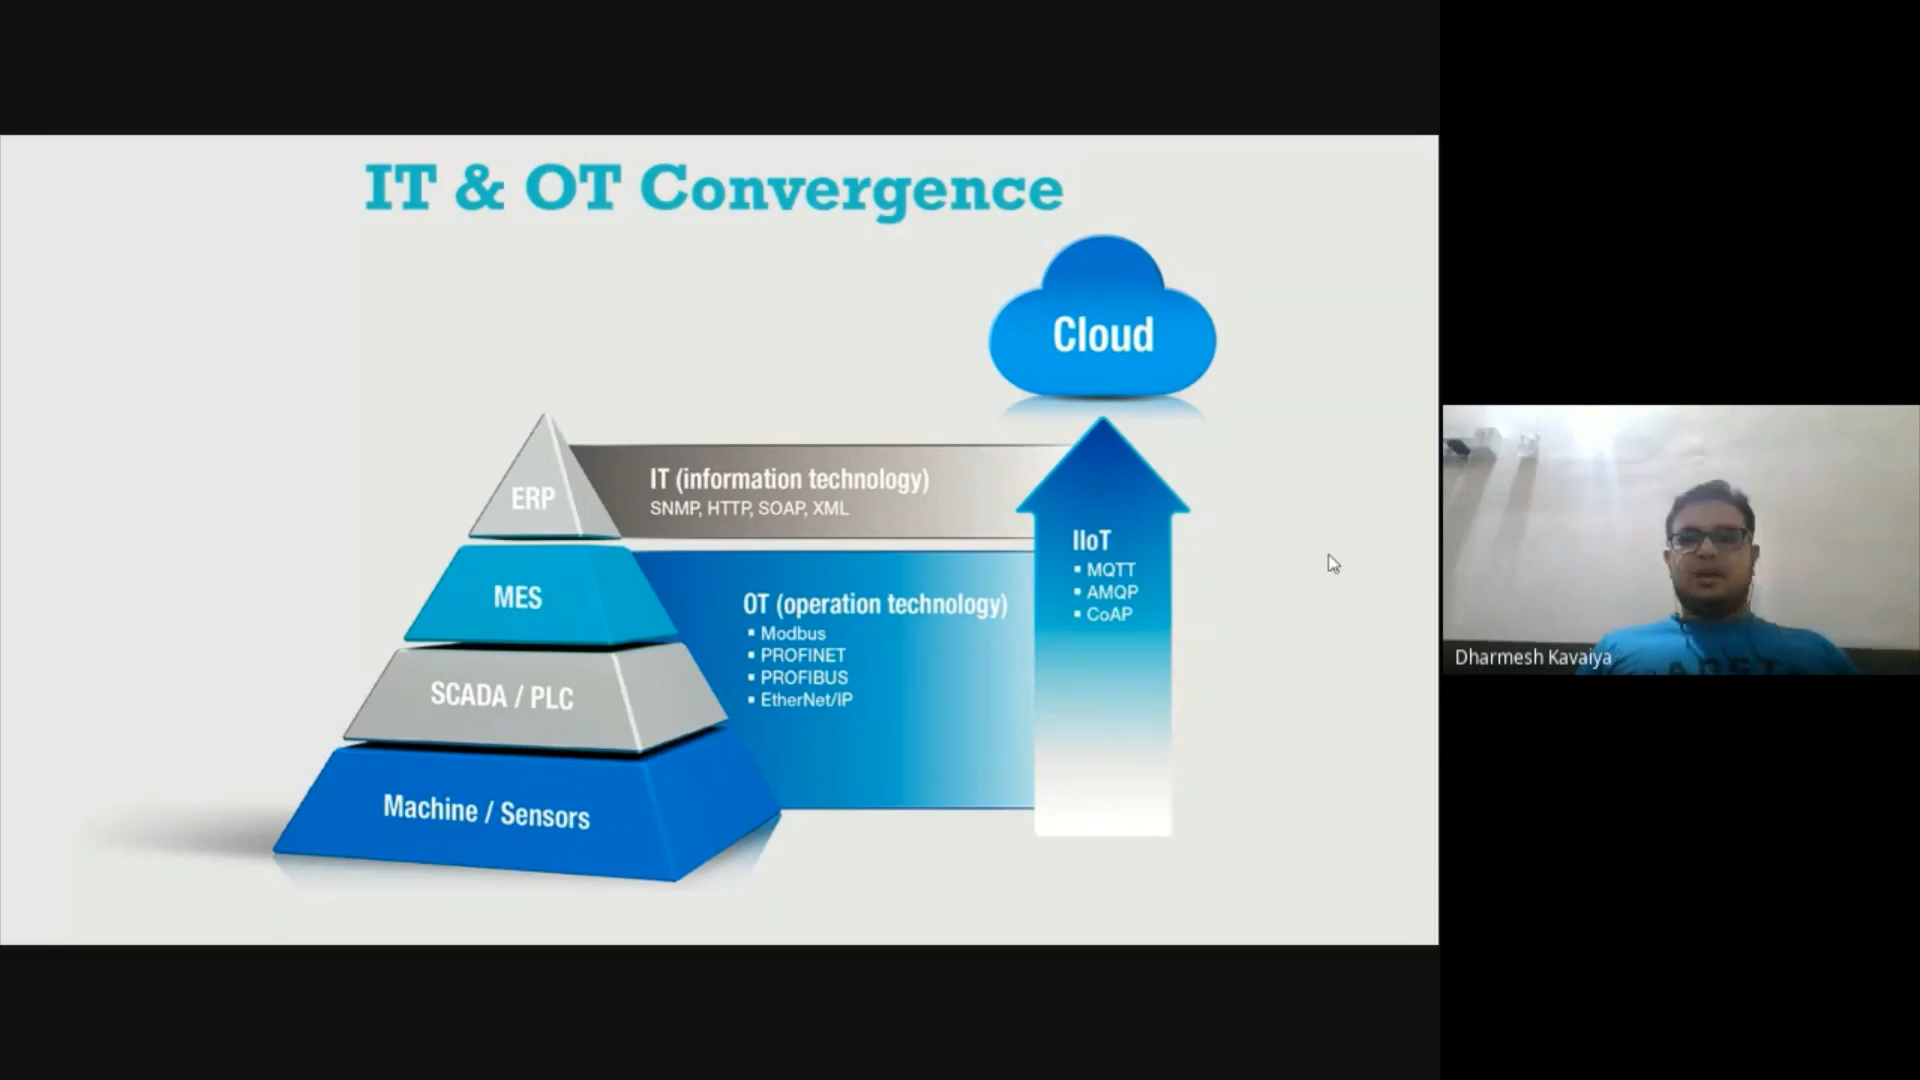 IT & OT Convergence
Cloud
ERP
IT (information technology)
SNMP, HTTP, SOAP, XML
MES
OT (operation technology)
▪ Modbus
▪ PROFINET
▪ PROFIBUS
▪ EtherNet/IP
IIoT
▪ MQTT
▪ AMQP
▪ CoAP
SCADA / PLC
Machine / Sensors
Dharmesh Kavaiya